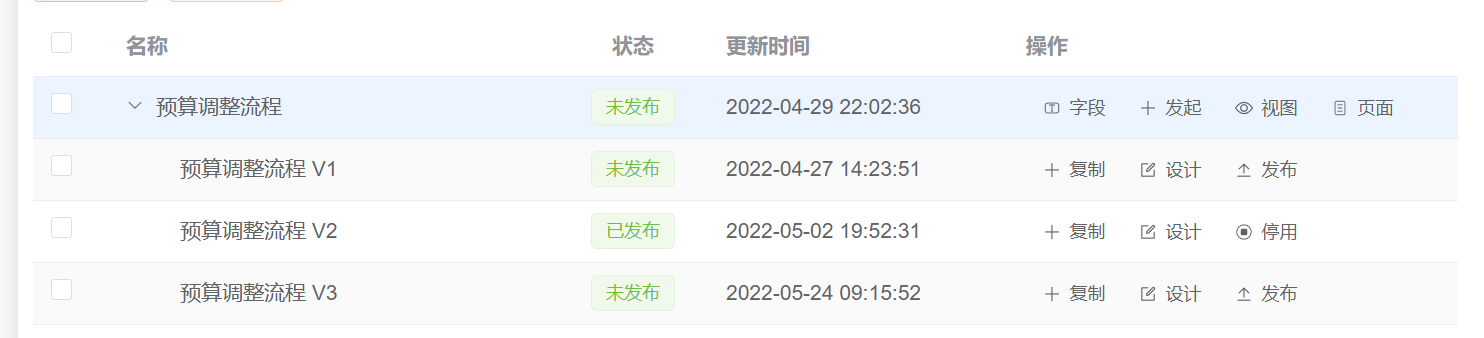 名称 状态 更新时间 操作
预算调整流程 未发布 2022-04-29 22:02:36 字段 发起 视图 页面
预算调整流程 V1 未发布 2022-04-27 14:23:51 复制 设计 发布
预算调整流程 V2 已发布 2022-05-02 19:52:31 复制 设计 停用
预算调整流程 V3 未发布 2022-05-24 09:15:52 复制 设计 发布